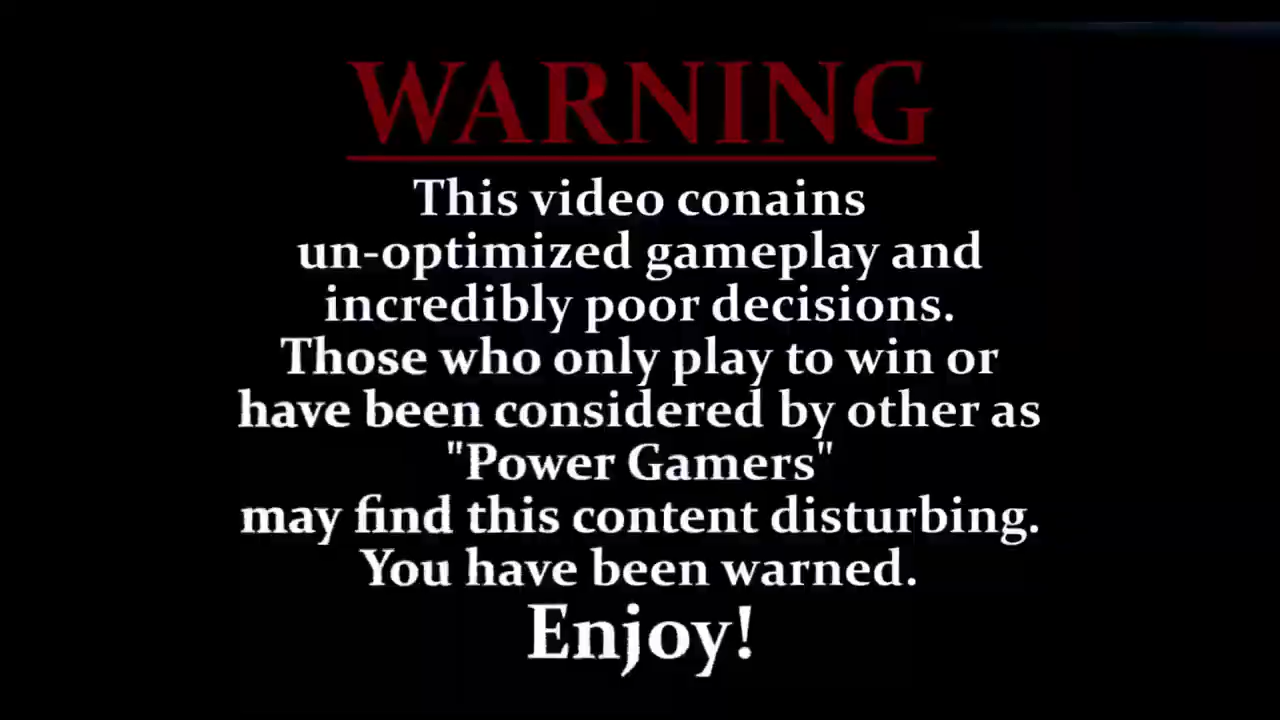 WARNING
This video conains
un-optimized gameplay and
incredibly poor decisions.
Those who only play to win or
have been considered by other as
"Power Gamers"
may find this content disturbing.
You have been warned.
Enjoy!